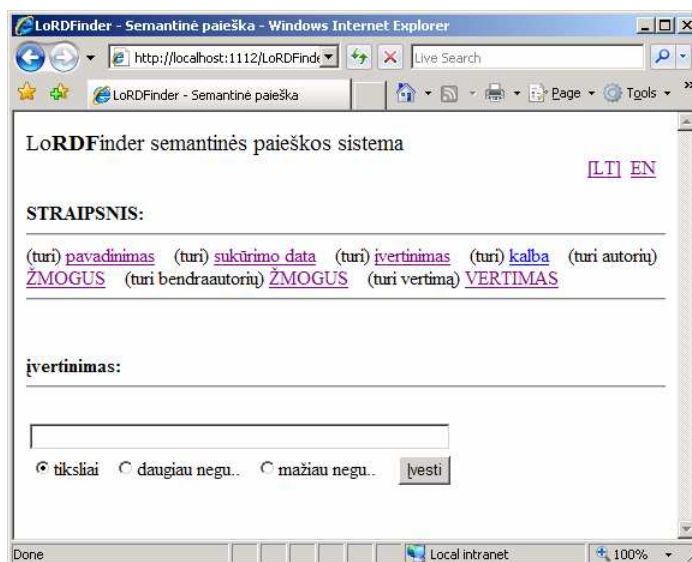 LoRDFinder - Semantinė paieška - Windows Internet Explorer
http://localhost:1112/LoRDFinde
Live Search
LoRDFinder - Semantinė paieška
Page
Tools
LoRDFinder semantinės paieškos sistema
[LT] EN
STRAIPSNIS:
(turi) pavadinimas (turi) sukūrimo data (turi) įvertinimas (turi) kalba (turi autorių)
ŽMOGUS (turi bendraautorių) ŽMOGUS (turi vertimą) VERTIMAS
įvertinimas:
tiksliai daugiau negu.. mažiau negu.. Įvesti
Done Local intranet 100%